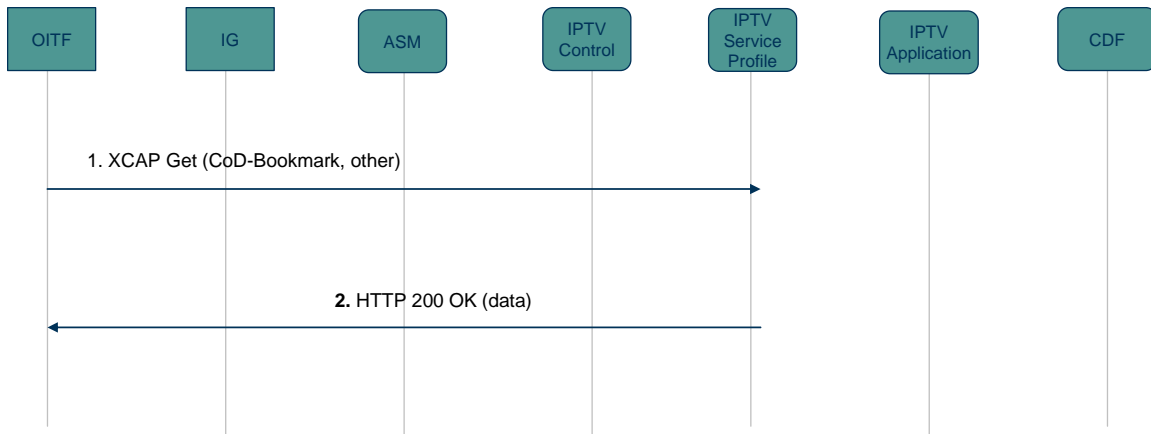 OITF
IG
ASM
IPTV
Control
IPTV
Service
Profile
IPTV
Application
CDF
1. XCAP Get (CoD-Bookmark, other)
2. HTTP 200 OK (data)